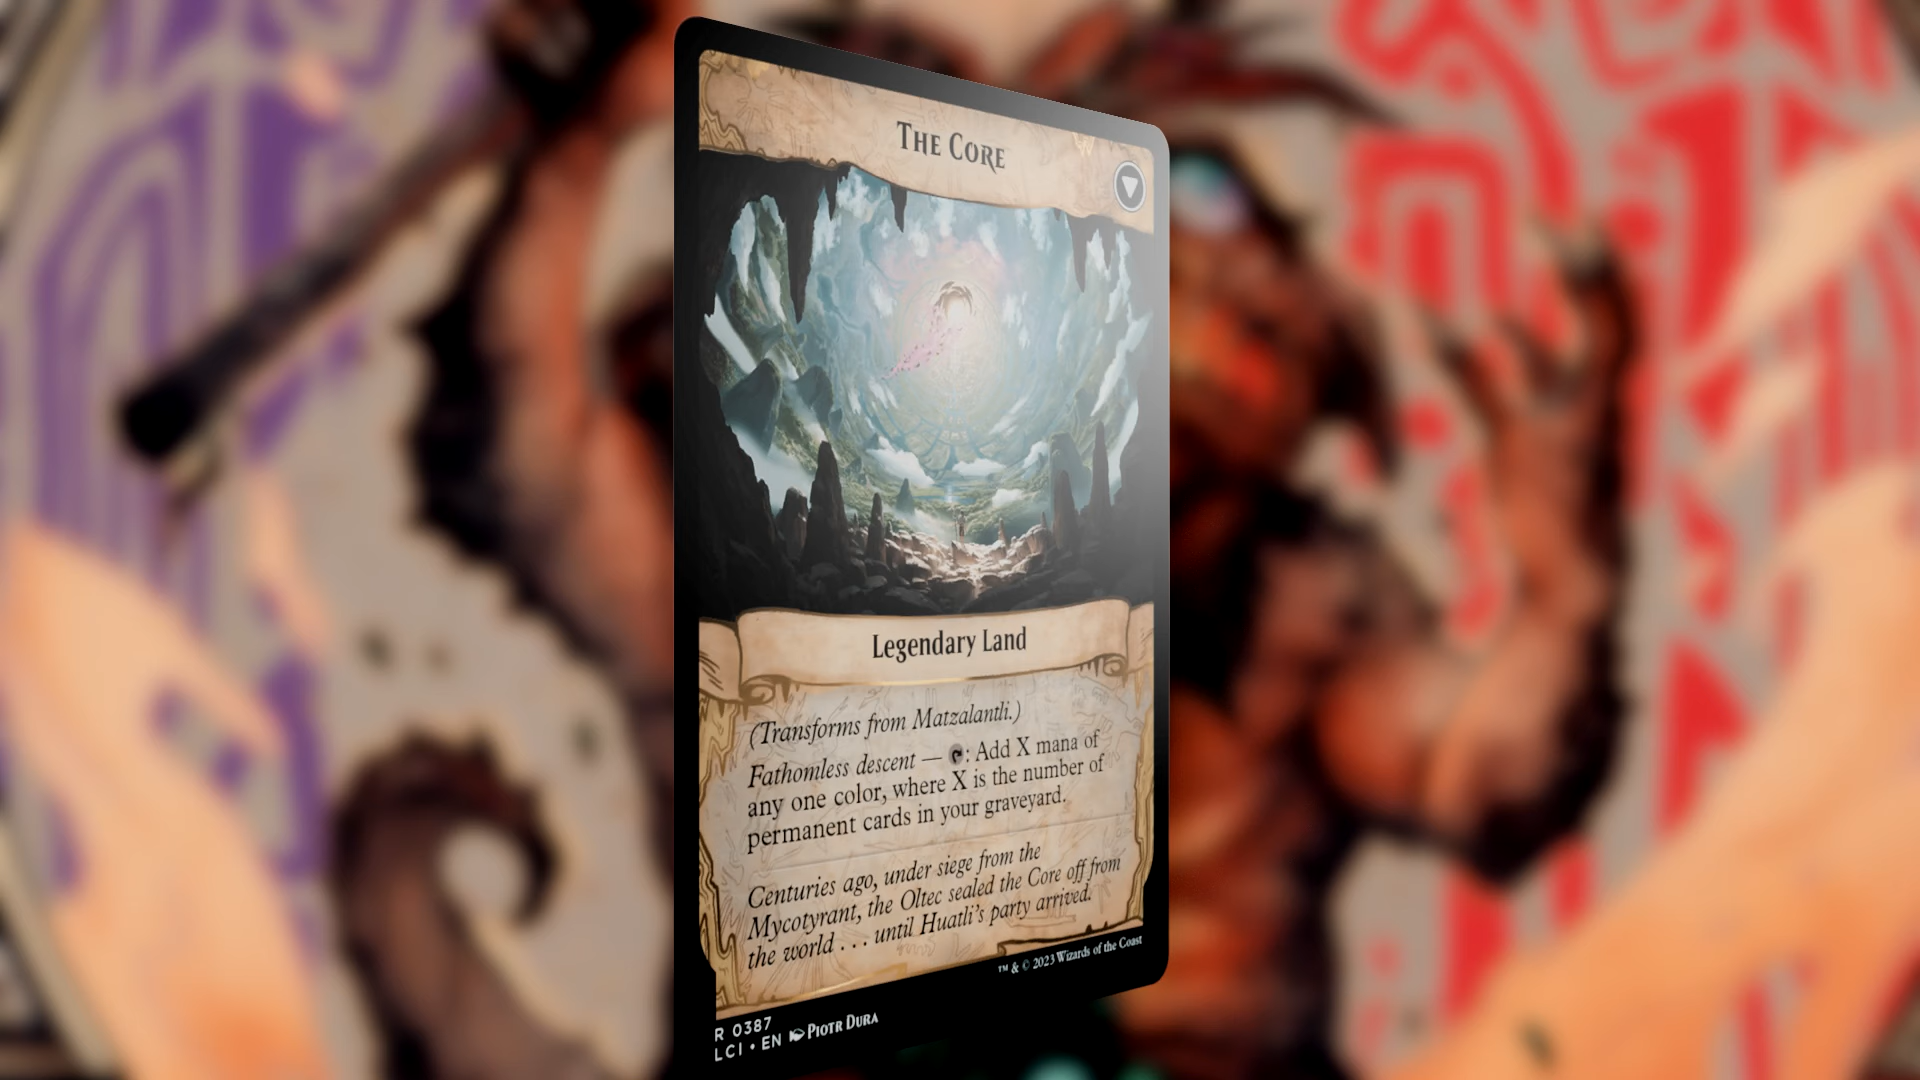 The Core
Legendary Land
(Transforms from Matzalantli.)
Fathomless descent — : Add X mana of
any one color, where X is the number of
permanent cards in your graveyard.
Centuries ago, under siege from the
Mycotyrant, the Oltec sealed the Core off from
the world . . . until Huatli's party arrived.
™ & © 2023 Wizards of the Coast
R 0387
LCI • EN Piotr Dura